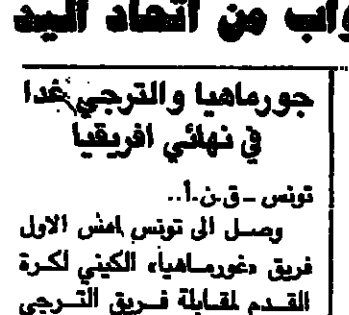 من اتحاد اليد
جورماهيا والترجي غدا
في نهائي افريقيا
تونس - ق.ن.أ..
وصل الى تونس امس الاول
فريق «غورماهيا» الكيني لكرة
القدم لمقابلة فريق الترجي